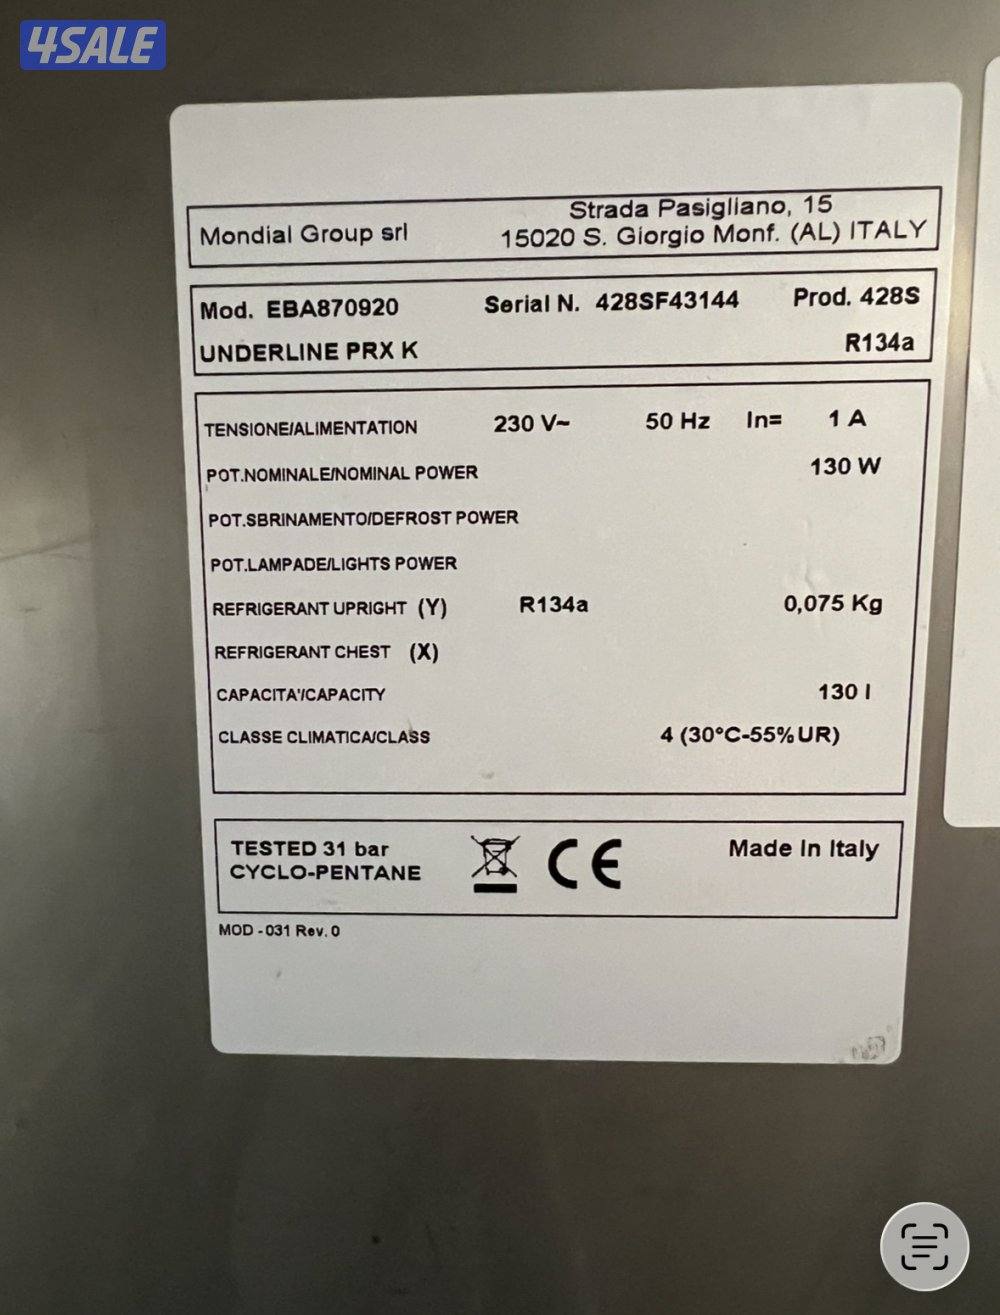 4SALE
Mondial Group srl
Strada Pasigliano, 15
15020 S. Giorgio Monf. (AL) ITALY
Mod. EBA870920 Serial N. 428SF43144 Prod. 428S
UNDERLINE PRX K R134a
TENSIONE/ALIMENTATION 230 V~ 50 Hz In= 1 A
POT.NOMINALE/NOMINAL POWER 130 W
POT.SBRINAMENTO/DEFROST POWER
POT.LAMPADE/LIGHTS POWER
REFRIGERANT UPRIGHT (Y) R134a 0,075 Kg
REFRIGERANT CHEST (X)
CAPACITA'/CAPACITY 130 l
CLASSE CLIMATICA/CLASS 4 (30°C-55%UR)
TESTED 31 bar
CYCLO-PENTANE
CE
Made In Italy
MOD - 031 Rev. 0